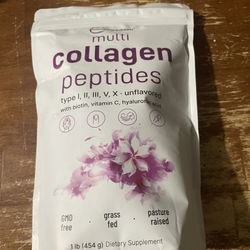 multi
collagen
peptides
type I, II, III, V, X · unflavored
with biotin, vitamin C, hyaluronic acid
GMO free · grass fed · pasture raised
1 lb (454 g) Dietary Supplement